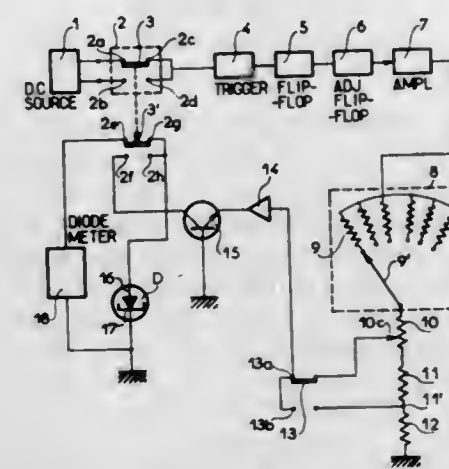 1 2 3 4 5 6 7
2a 2c
2b 2d
D.C SOURCE
TRIGGER
FLIP-FLOP
ADJ FLIP-FLOP
AMPL
3'
2e 2g
2f 2h
8
14
9
9'
15
DIODE METER
16 D
17
18
10c 10
11
11'
12
13a
13b 13